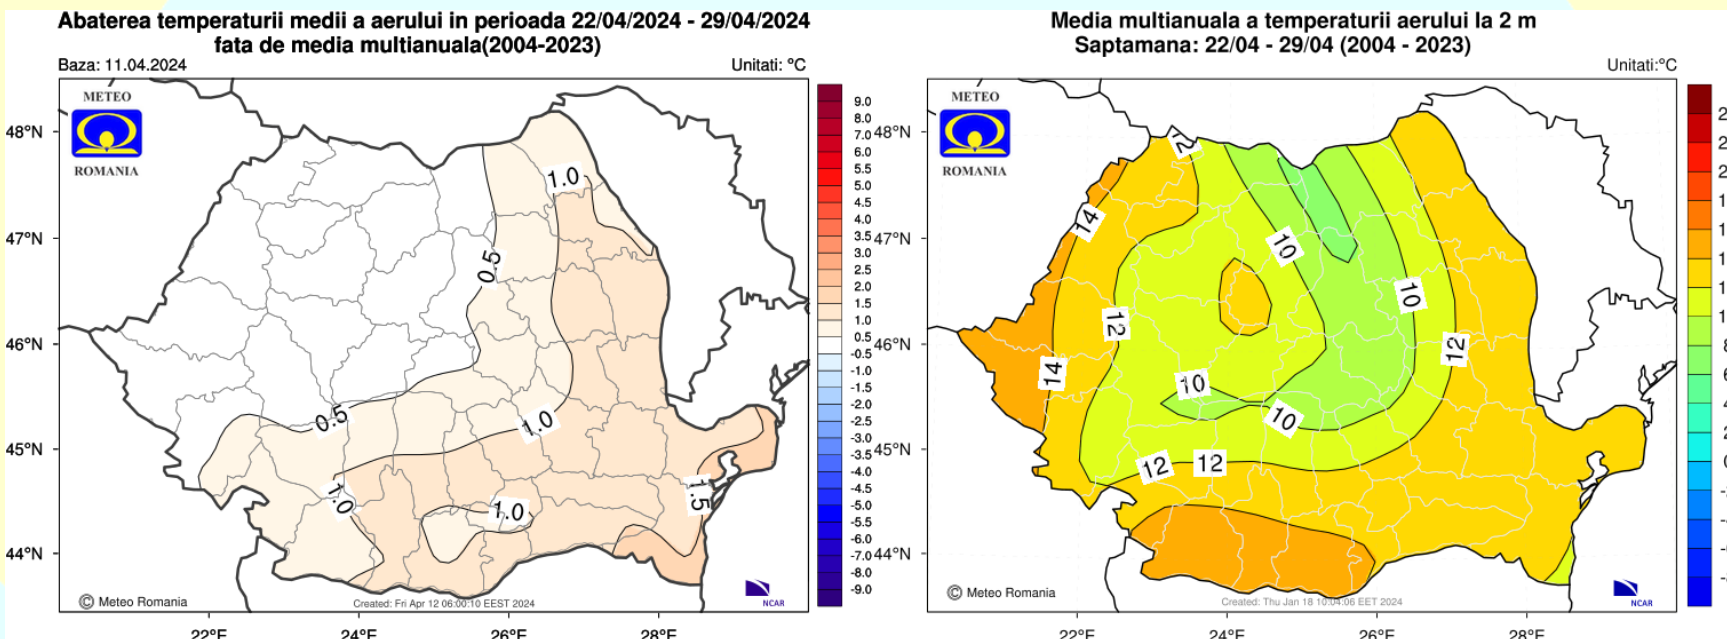 Abaterea temperaturii medii a aerului in perioada 22/04/2024 - 29/04/2024
fata de media multianuala(2004-2023)
Baza: 11.04.2024
Unitati: °C
METEO
ROMANIA
48°N
47°N
46°N
45°N
44°N
1.0
0.5
0.5
1.0
1.0
1.0
1.5
9.0
8.0
7.0
6.0
5.5
5.0
4.5
4.0
3.5
3.0
2.5
2.0
1.5
1.0
0.5
-0.5
-1.0
-1.5
-2.0
-2.5
-3.0
-3.5
-4.0
-4.5
-5.0
-5.5
-6.0
-7.0
-8.0
-9.0
© Meteo Romania
Created: Fri Apr 12 06:00:10 EEST 2024
NCAR
22°E
24°E
26°E
28°E
Media multianuala a temperaturii aerului la 2 m
Saptamana: 22/04 - 29/04 (2004 - 2023)
Unitati:°C
METEO
ROMANIA
48°N
47°N
46°N
45°N
44°N
14
10
10
12
12
14
10
10
12
12
© Meteo Romania
Created: Thu Jan 18 10:04:06 EET 2024
NCAR
22°E
24°E
26°E
28°E